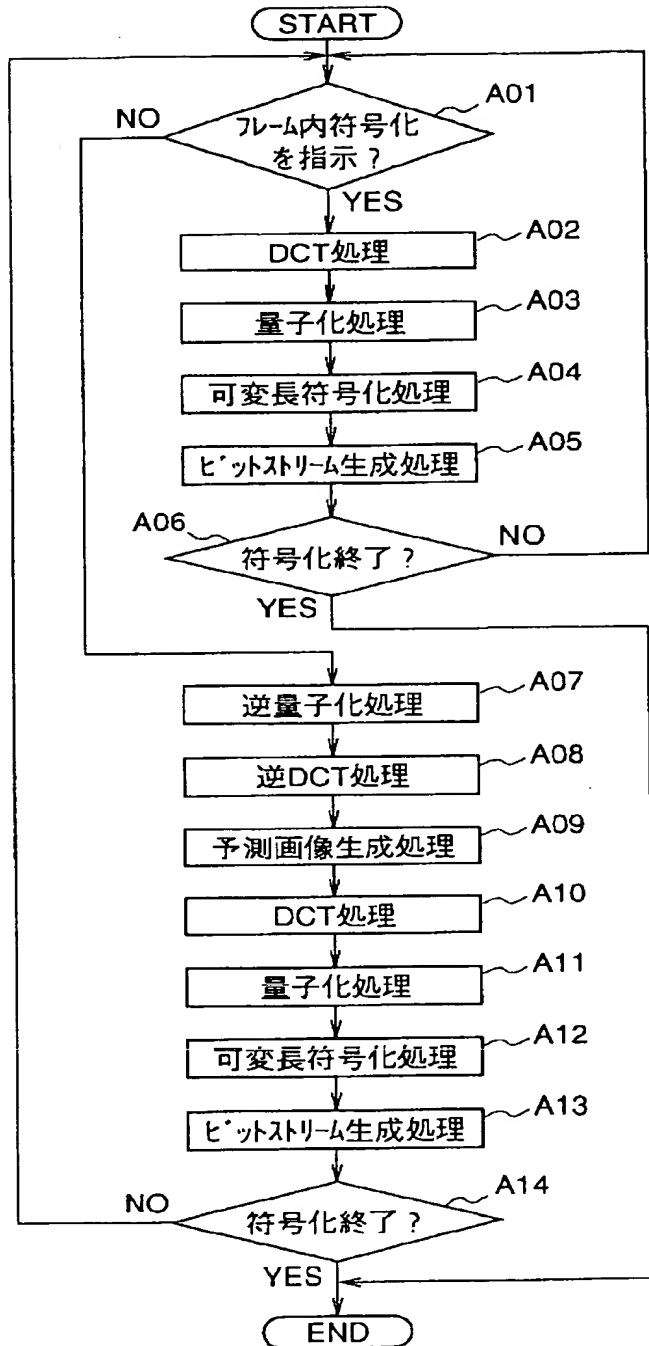 START
A01
NO
フレーム内符号化
を指示?
YES
A02
DCT処理
A03
量子化処理
A04
可変長符号化処理
A05
ビットストリーム生成処理
A06
符号化終了?
NO
YES
A07
逆量子化処理
A08
逆DCT処理
A09
予測画像生成処理
A10
DCT処理
A11
量子化処理
A12
可変長符号化処理
A13
ビットストリーム生成処理
A14
NO
符号化終了?
YES
END